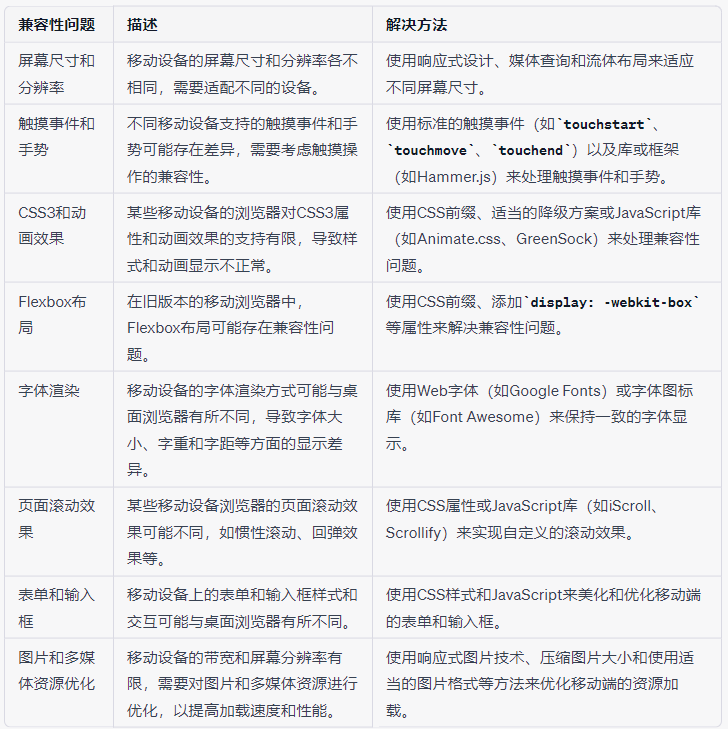 兼容性问题 描述 解决方法
屏幕尺寸和 移动设备的屏幕尺寸和分辨率各不 使用响应式设计、媒体查询和流体布局来适应
分辨率 相同，需要适配不同的设备。 不同屏幕尺寸。
触摸事件和 不同移动设备支持的触摸事件和手 使用标准的触摸事件（如`touchstart`、
手势 势可能存在差异，需要考虑触摸操 `touchmove`、`touchend`）以及库或框架
作的兼容性。 （如Hammer.js）来处理触摸事件和手势。
CSS3和动 某些移动设备的浏览器对CSS3属 使用CSS前缀、适当的降级方案或JavaScript库
画效果 性和动画效果的支持有限，导致样 （如Animate.css、GreenSock）来处理兼容性
式和动画显示不正常。 问题。
Flexbox布 在旧版本的移动浏览器中， 使用CSS前缀、添加`display: -webkit-box`
局 Flexbox布局可能存在兼容性问 等属性来解决兼容性问题。
题。
字体渲染 移动设备的字体渲染方式可能与桌 使用Web字体（如Google Fonts）或字体图标
面浏览器有所不同，导致字体大 库（如Font Awesome）来保持一致的字体显
小、字重和字距等方面的显示差 示。
异。
页面滚动效 某些移动设备浏览器的页面滚动效 使用CSS属性或JavaScript库（如iScroll、
果 果可能不同，如惯性滚动、回弹效 Scrollify）来实现自定义的滚动效果。
果等。
表单和输入 移动设备上的表单和输入框样式和 使用CSS样式和JavaScript来美化和优化移动端
框 交互可能与桌面浏览器有所不同。 的表单和输入框。
图片和多媒 移动设备的带宽和屏幕分辨率有 使用响应式图片技术、压缩图片大小和使用适
体资源优化 限，需要对图片和多媒体资源进行 当的图片格式等方法来优化移动端的资源加
优化，以提高加载速度和性能。 载。